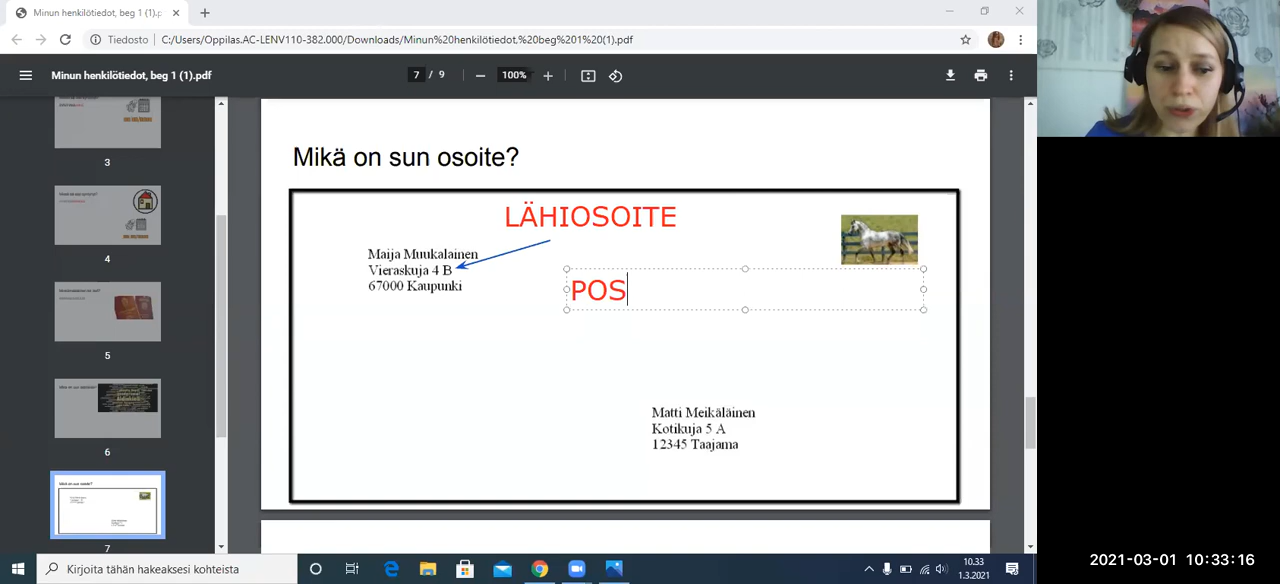 Minun henkilötiedot, beg 1 (1).p
Tiedosto
C:/Users/Oppilas.AC-LENV110-382.000/Downloads/Minun%20henkilötiedot,%20beg%201%20(1).pdf
Minun henkilötiedot, beg 1 (1).pdf
7 / 9
100%
3
4
5
6
7
Mikä on sun osoite?
LÄHIOSOITE
Maija Muukalainen
Vieraskuja 4 B
67000 Kaupunki
POS
Matti Meikäläinen
Kotikuja 5 A
12345 Taajama
Kirjoita tähän hakeaksesi kohteista
10.33
1.3.2021
2021-03-01 10:33:16